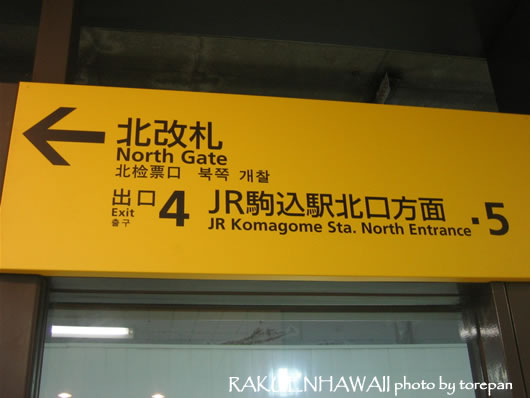 北改札
North Gate
北检票口 북쪽 개찰
出口 4 JR駒込駅北口方面 ·5
Exit JR Komagome Sta. North Entrance
출구
RAKUENHAWAII photo by torepan